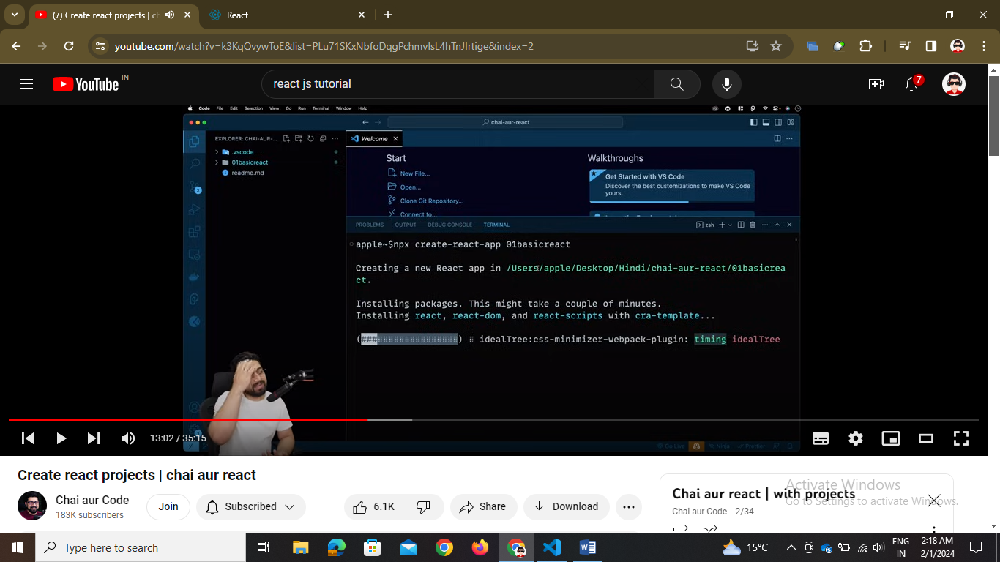 (7) Create react projects | ch
React
youtube.com/watch?v=k3KqQvywToE&list=PLu71SKxNbfoDqgPchmvIsL4hTnJIrtige&index=2
YouTube IN
react js tutorial
7
Code File Edit Selection View Go Run Terminal Window Help
chai-aur-react
EXPLORER: CHAI-AUR-...
Welcome
.vscode
01basicreact
readme.md
3
Start
New File...
Open...
Clone Git Repository...
Connect to...
Walkthroughs
Get Started with VS Code
Discover the best customizations to make VS Code
yours.
PROBLEMS OUTPUT DEBUG CONSOLE TERMINAL
zsh
apple~$npx create-react-app 01basicreact
Creating a new React app in /Users/apple/Desktop/Hindi/chai-aur-react/01basicrea
ct.
Installing packages. This might take a couple of minutes.
Installing react, react-dom, and react-scripts with cra-template...
(###⠿⠿⠿⠿⠿⠿⠿⠿⠿⠿⠿⠿⠿⠿⠿) ⠿ idealTree:css-minimizer-webpack-plugin: timing idealTree
Go Live Ninja Prettier
13:02 / 35:15
Create react projects | chai aur react
Chai aur Code
183K subscribers
Join
Subscribed
6.1K
Share
Download
Chai aur react | with projects
Chai aur Code - 2/34
Activate Windows
Go to Settings to activate Windows.
Type here to search
15°C
ENG
IN
2:18 AM
2/1/2024